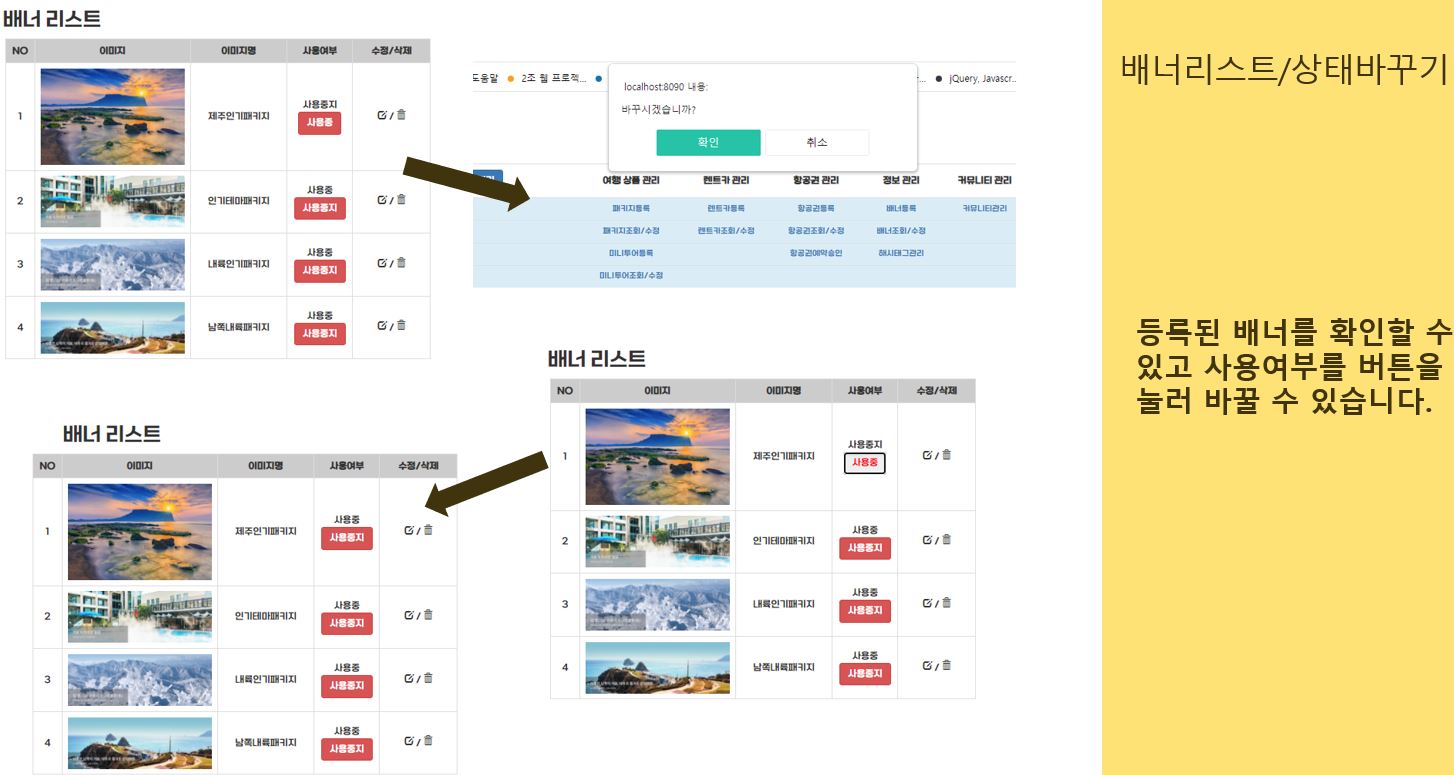 배너 리스트
NO 이미지 이미지명 사용여부 수정/삭제
1 제주인기패키지 사용중지 /
사용중
2 인기테마패키지 사용중 /
사용중지
3 내륙인기패키지 사용중 /
사용중지
4 남쪽내륙패키지 사용중 /
사용중지
도움말 2조 웹 프로젝... jQuery, Javascr...
localhost:8090 내용:
바꾸시겠습니까?
확인 취소
여행 상품 관리 렌트카 관리 항공권 관리 정보 관리 커뮤니티 관리
패키지등록 렌트카등록 항공권등록 배너등록 커뮤니티관리
패키지조회/수정 렌트카조회/수정 항공권조회/수정 배너조회/수정
미니투어등록 항공권예약승인 해시태그관리
미니투어조회/수정
배너 리스트
NO 이미지 이미지명 사용여부 수정/삭제
1 제주인기패키지 사용중지 /
사용중
2 인기테마패키지 사용중 /
사용중지
3 내륙인기패키지 사용중 /
사용중지
4 남쪽내륙패키지 사용중 /
사용중지
배너 리스트
NO 이미지 이미지명 사용여부 수정/삭제
1 제주인기패키지 사용중 /
사용중지
2 인기테마패키지 사용중 /
사용중지
3 내륙인기패키지 사용중 /
사용중지
4 남쪽내륙패키지 사용중 /
사용중지
배너리스트/상태바꾸기
등록된 배너를 확인할 수
있고 사용여부를 버튼을
눌러 바꿀 수 있습니다.